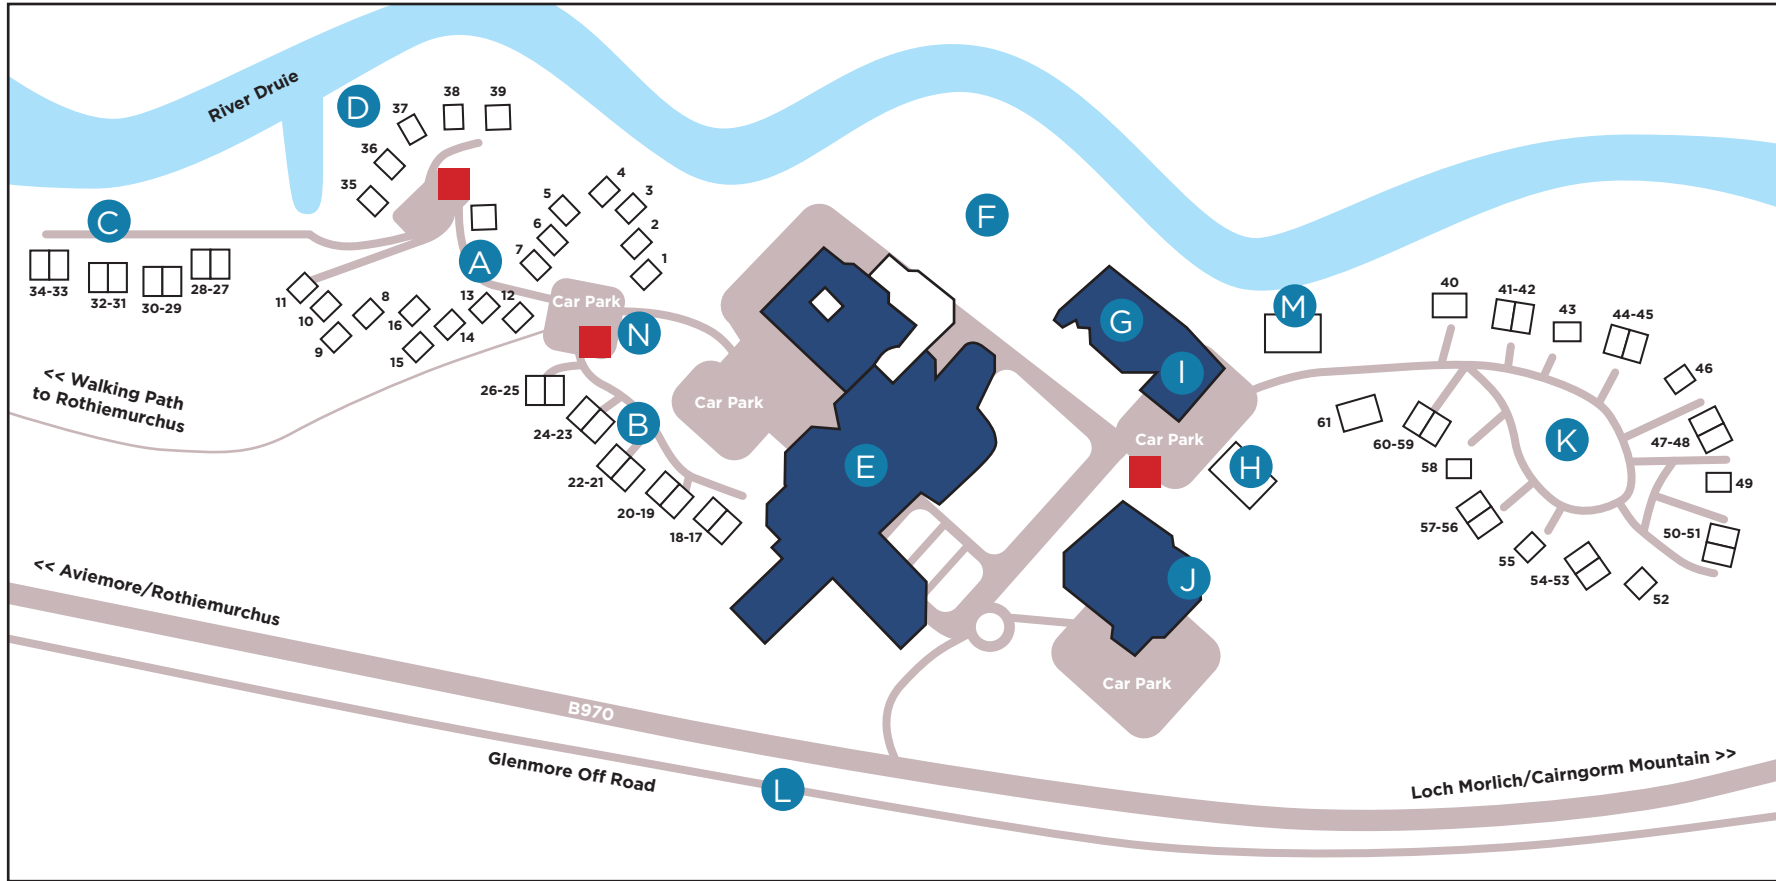 River Druie
D
37
38
39
36
35
C
34-33
32-31
30-29
28-27
A
5
4
3
6
2
7
1
11
10
9
8
16
15
13
14
12
Car Park
N
<< Walking Path
to Rothiemurchus
26-25
24-23
B
22-21
20-19
18-17
Car Park
E
F
G
I
M
Car Park
H
J
Car Park
40
41-42
43
44-45
46
47-48
49
50-51
52
54-53
55
57-56
58
60-59
61
K
<< Aviemore/Rothiemurchus
B970
Glenmore Off Road
L
Loch Morlich/Cairngorm Mountain >>